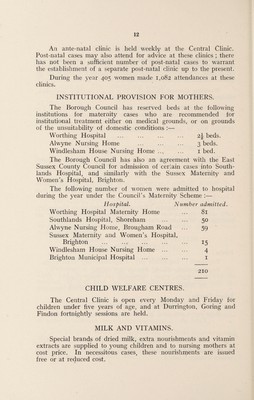 12
An ante-natal clinic is held weekly at the Central Clinic.
Post-natal cases may also attend for advice at these clinics ; there
has not been a sufficient number of post-natal cases to warrant
the establishment of a separate post-natal clinic up to the present.
During the year 405 women made 1,082 attendances at these
clinics.
INSTITUTIONAL PROVISION FOR MOTHERS.
The Borough Council has reserved beds at the following
institutions for maternity cases who are recommended for
institutional treatment either on medical grounds, or on grounds
of the unsuitability of domestic conditions :—
Worthing Hospital ... ... ... 2½ beds.
Alwyne Nursing Home ... ... 3 beds.
Windlesham House Nursing Home ... 1 bed.
The Borough Council has also an agreement with the East
Sussex County Council for admission of certain cases into South-
lands Hospital, and similarly with the Sussex Maternity and
Women's Hospital, Brighton.
The following number of women were admitted to hospital
during the year under the Council's Maternity Scheme :—
Hospital. Number admitted.
Worthing Hospital Maternity Home ... 81
Southlands Hospital, Shoreham ... 50
Alwyne Nursing Home, Brougham Road ... 59
Sussex Maternity and Women's Hospital,
Brighton ... ... ... ... 15
Windlesham House Nursing Home ... ... 4
Brighton Municipal Hospital ... ... 1
210
CHILD WELFARE CENTRES.
The Central Clinic is open every Monday and Friday for
children under five years of age, and at Durrington, Goring and
Findon fortnightly sessions are held.
MILK AND VITAMINS.
Special brands of dried milk, extra nourishments and vitamin
extracts are supplied to young children and to nursing mothers at
cost price. In necessitous cases, these nourishments are issued
free or at reduced cost.